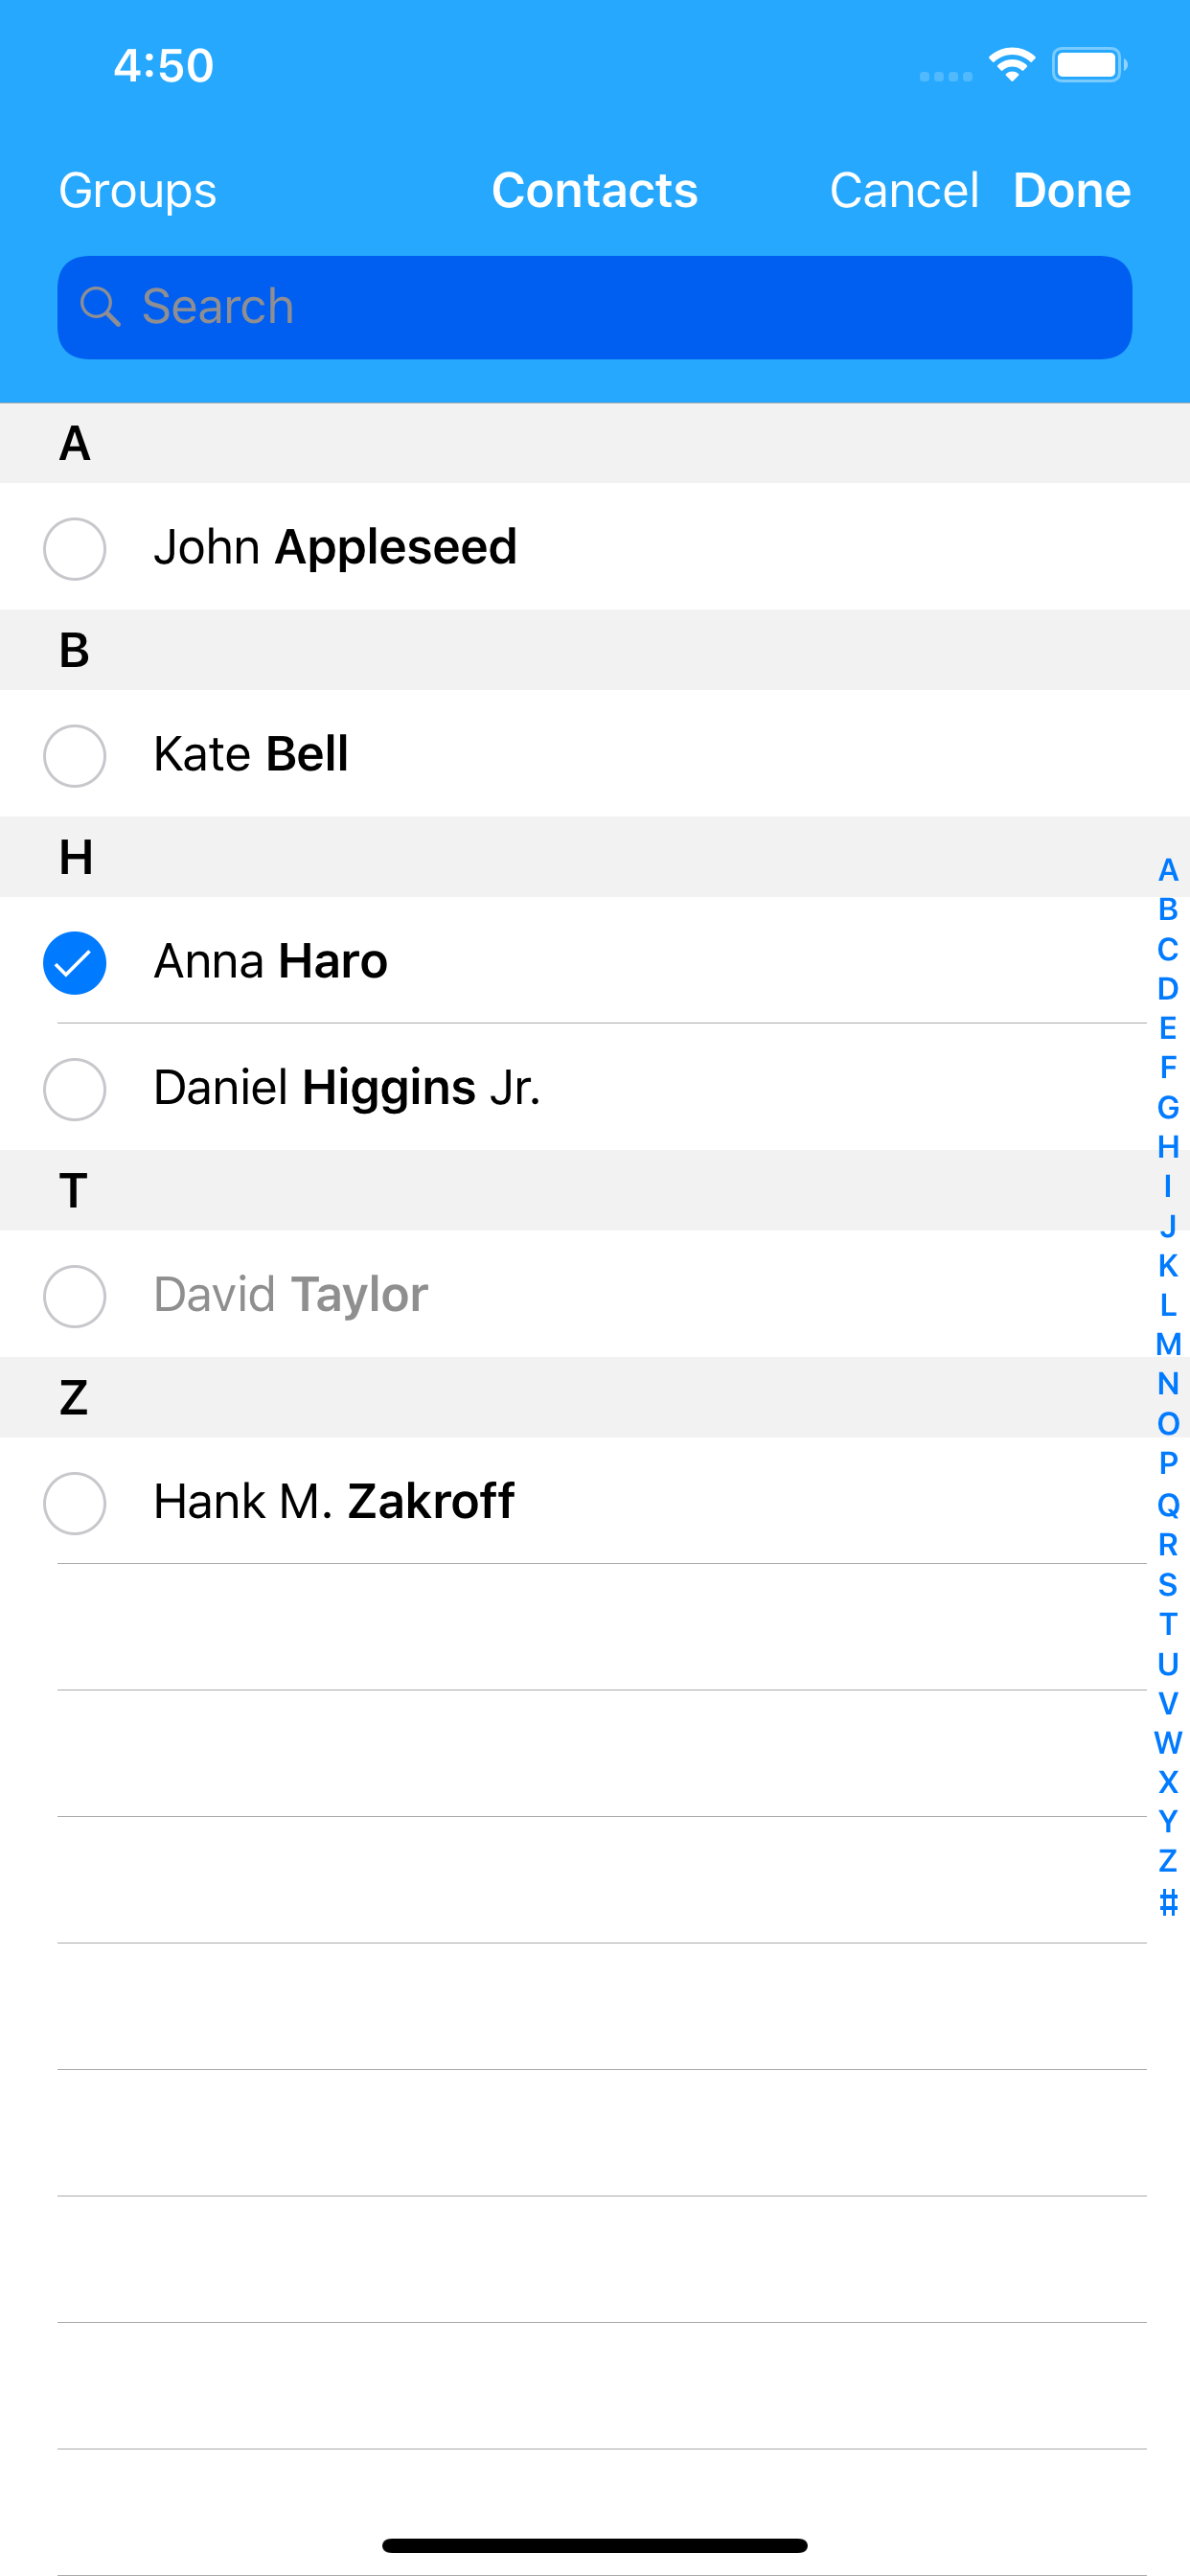 4:50
Groups Contacts Cancel Done
Search
A
John Appleseed
B
Kate Bell
H
Anna Haro
Daniel Higgins Jr.
T
David Taylor
Z
Hank M. Zakroff
A
B
C
D
E
F
G
H
I
J
K
L
M
N
O
P
Q
R
S
T
U
V
W
X
Y
Z
#